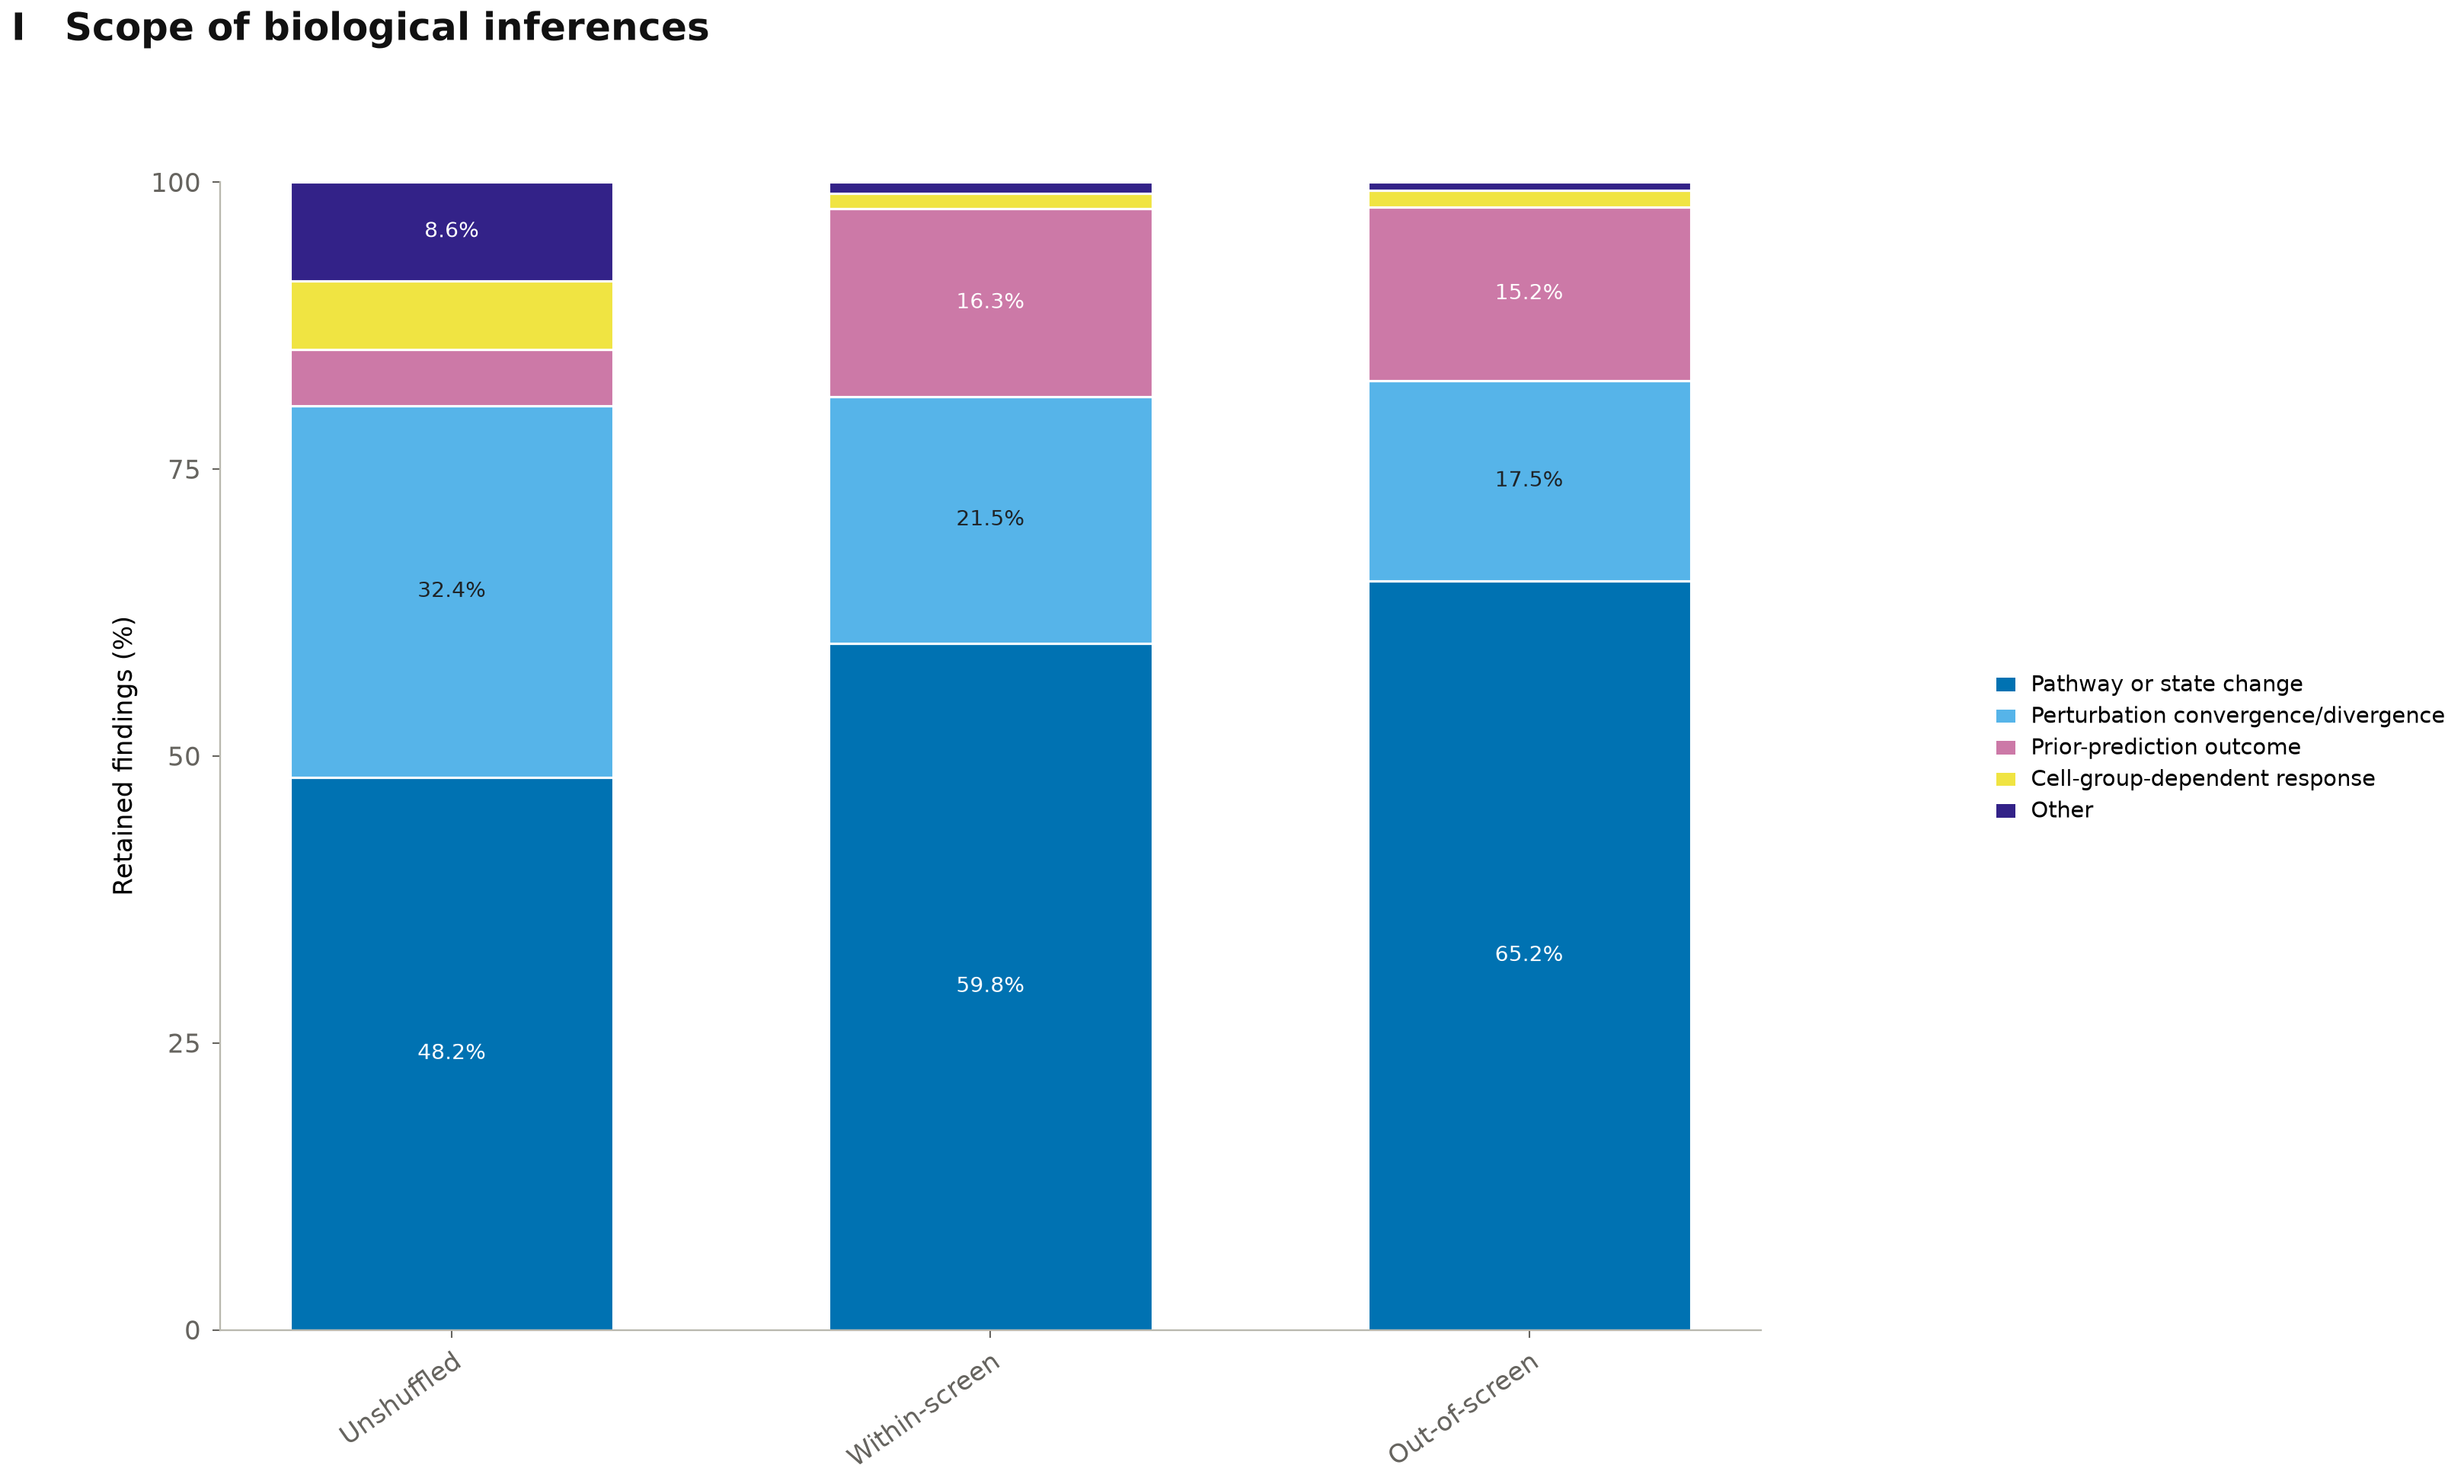 I Scope of biological inferences
100
75
50
25
0
Retained findings (%)
8.6%
32.4%
48.2%
16.3%
21.5%
59.8%
15.2%
17.5%
65.2%
Unshuffled
Within-screen
Out-of-screen
Pathway or state change
Perturbation convergence/divergence
Prior-prediction outcome
Cell-group-dependent response
Other